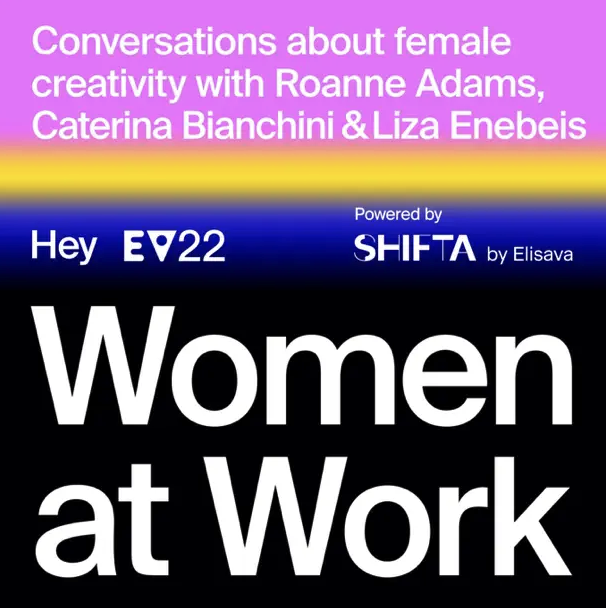 Conversations about female
creativity with Roanne Adams,
Caterina Bianchini & Liza Enebeis
Powered by
Hey EV22
SHIFTA by Elisava
Women
at Work